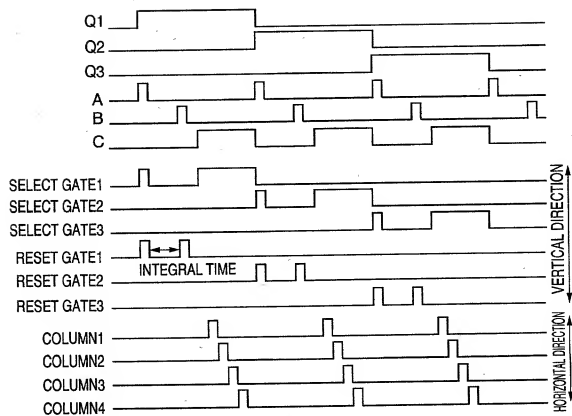 Q1
Q2
Q3
A
B
C
SELECT GATE1
SELECT GATE2
SELECT GATE3
RESET GATE1
INTEGRAL TIME
RESET GATE2
RESET GATE3
VERTICAL DIRECTION
COLUMN1
COLUMN2
COLUMN3
COLUMN4
HORIZONTAL DIRECTION